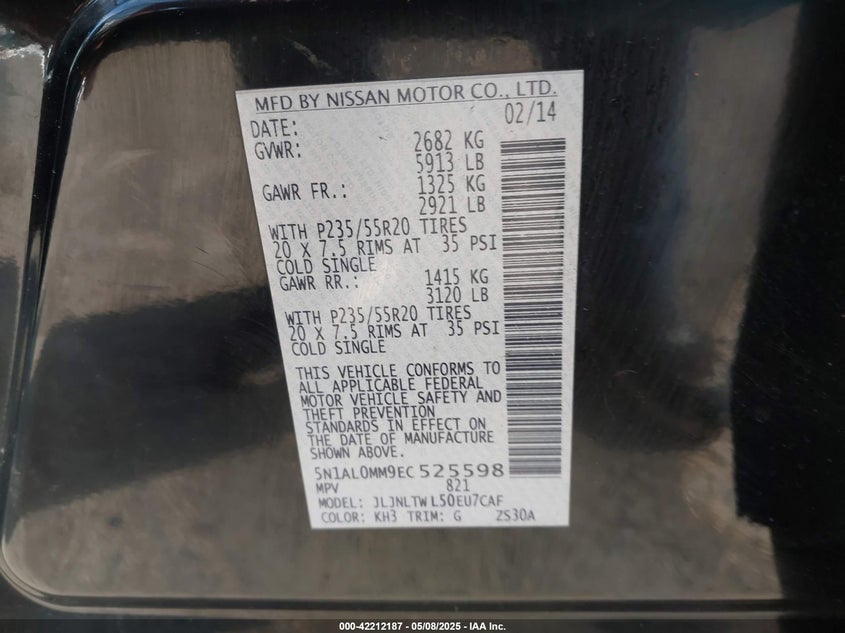 MFD BY NISSAN MOTOR CO., LTD.
DATE: 02/14
GVWR: 2682 KG
5913 LB
GAWR FR.: 1325 KG
2921 LB
WITH P235/55R20 TIRES
20 X 7.5 RIMS AT 35 PSI
COLD SINGLE
GAWR RR.: 1415 KG
3120 LB
WITH P235/55R20 TIRES
20 X 7.5 RIMS AT 35 PSI
COLD SINGLE
THIS VEHICLE CONFORMS TO
ALL APPLICABLE FEDERAL
MOTOR VEHICLE SAFETY AND
THEFT PREVENTION
STANDARDS IN EFFECT ON
THE DATE OF MANUFACTURE
SHOWN ABOVE.
5N1AL0MM9EC525598
MPV 821
MODEL: JLJNLTWL50EU7CAF
COLOR: KH3 TRIM: G ZS30A
000-42212187 - 05/08/2025 - IAA Inc.